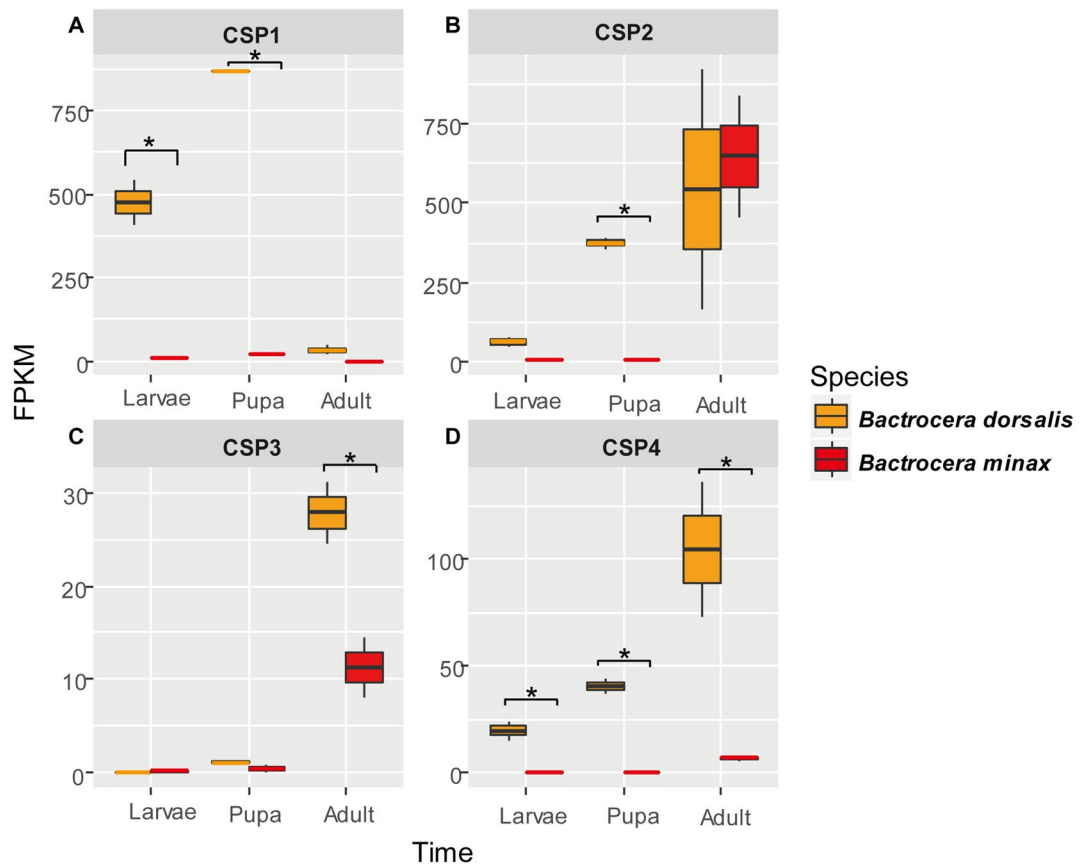 A
CSP1
*
*
750
500
250
0
Larvae
Pupa
Adult
B
CSP2
*
750
500
250
0
Larvae
Pupa
Adult
FPKM
C
CSP3
*
30
20
10
0
Larvae
Pupa
Adult
D
CSP4
*
*
*
100
50
0
Larvae
Pupa
Adult
Time
Species
Bactrocera dorsalis
Bactrocera minax